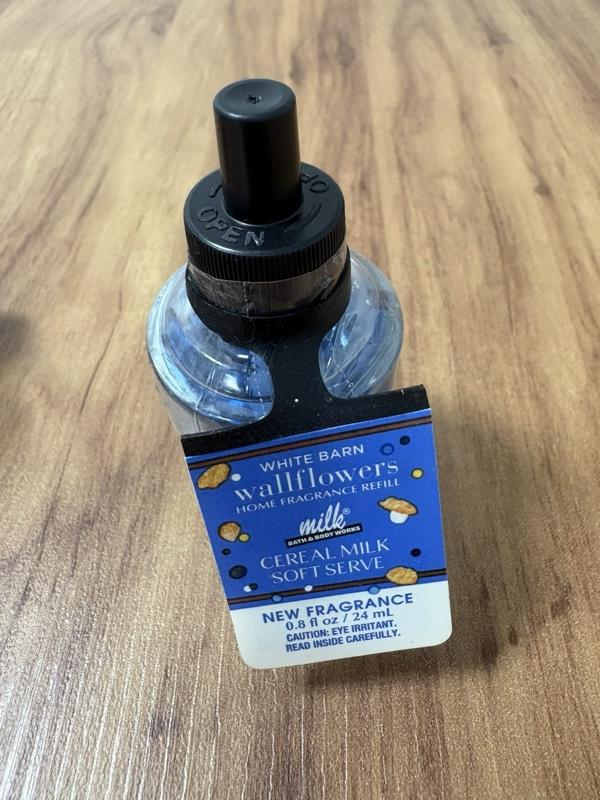 OPEN
WHITE BARN
wallflowers
HOME FRAGRANCE REFILL
milk®
BATH & BODY WORKS
CEREAL MILK
SOFT SERVE
NEW FRAGRANCE
0.8 fl oz / 24 mL
CAUTION: EYE IRRITANT.
READ INSIDE CAREFULLY.